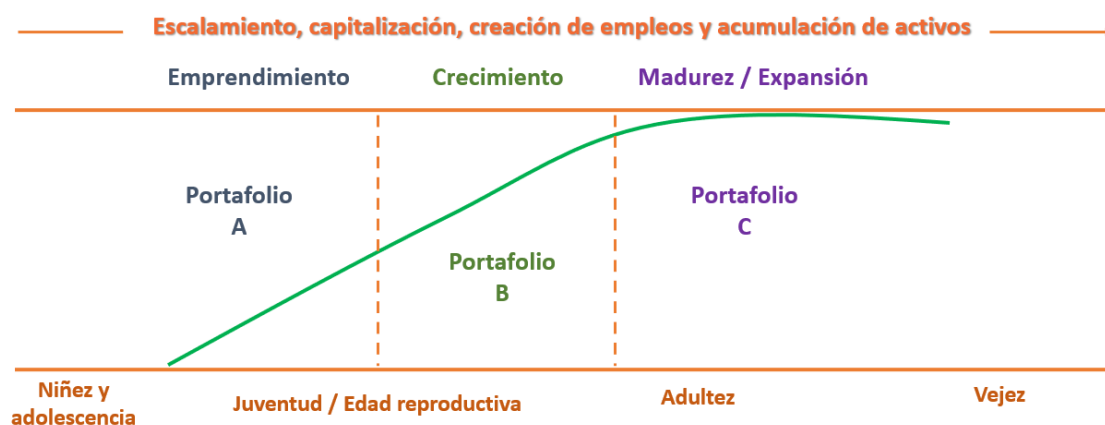 Escalamiento, capitalización, creación de empleos y acumulación de activos
Emprendimiento
Crecimiento
Madurez / Expansión
Portafolio
A
Portafolio
B
Portafolio
C
Niñez y
adolescencia
Juventud / Edad reproductiva
Adultez
Vejez